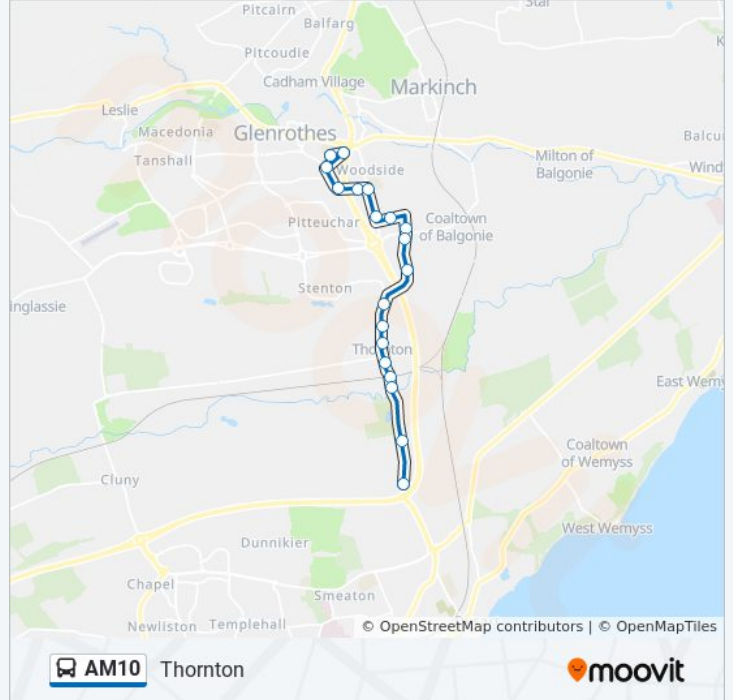 Pitcairn
Star
Balfarg
Pitcoudie
Cadham Village
Markinch
Leslie
Macedonia
Glenrothes
Balcu
Tanshall
Milton of
Balgonie
Wind
Woodside
Pitteuchar
Coaltown
of Balgonie
Stenton
inglassie
Thornton
East Wemy
Coaltown
of Wemyss
Cluny
West Wemyss
Dunnikier
Chapel
Smeaton
Newliston
Templehall
© OpenStreetMap contributors | © OpenMapTiles
AM10 Thornton
moovit